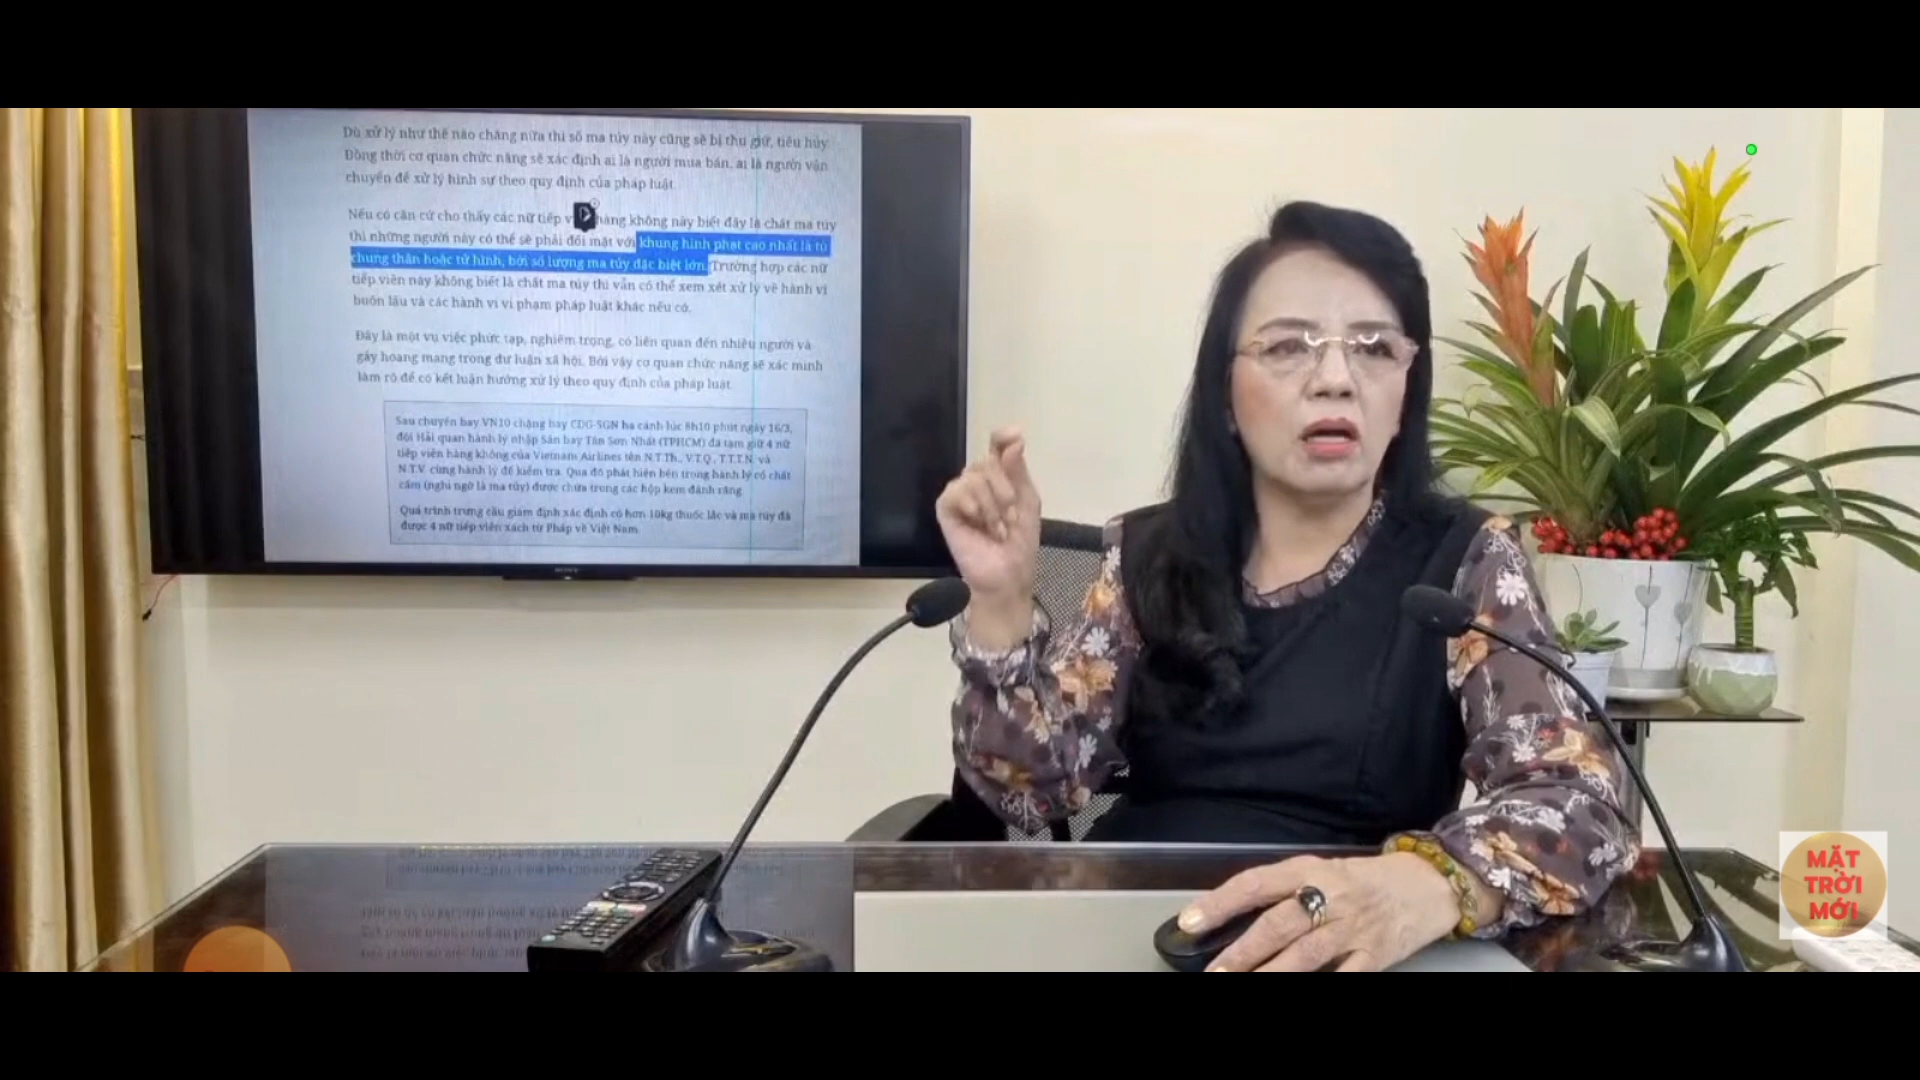 Dù xử lý như thế nào chăng nữa thì số ma túy này cũng sẽ bị thu giữ, tiêu hủy.
Đồng thời cơ quan chức năng sẽ xác định ai là người mua bán, ai là người vận
chuyển để xử lý hình sự theo quy định của pháp luật.
Nếu có căn cứ cho thấy các nữ tiếp v hàng không này biết đây là chất ma túy
thì những người này có thể sẽ phải đối mặt với khung hình phạt cao nhất là tù
chung thân hoặc tử hình, bởi số lượng ma túy đặc biệt lớn. Trường hợp các nữ
tiếp viên này không biết là chất ma túy thì vẫn có thể xem xét xử lý về hành vi
buôn lậu và các hành vi vi phạm pháp luật khác nếu có.
Đây là một vụ việc phức tạp, nghiêm trọng, có liên quan đến nhiều người và
gây hoang mang trong dư luận xã hội. Bởi vậy cơ quan chức năng sẽ xác minh
làm rõ để có kết luận hướng xử lý theo quy định của pháp luật.
Sau chuyến bay VN10 chặng bay CDG-SGN hạ cánh lúc 8h10 phút ngày 16/3,
đội Hải quan hành lý nhập Sân bay Tân Sơn Nhất (TPHCM) đã tạm giữ 4 nữ
tiếp viên hàng không của Vietnam Airlines tên N.T.Th., V.T.Q., T.T.T.N. và
N.T.V. cùng hành lý để kiểm tra. Qua đó phát hiện bên trong hành lý có chất
cấm (nghi ngờ là ma túy) được chứa trong các hộp kem đánh răng.
Quá trình trưng cầu giám định xác định có hơn 10kg thuốc lắc và ma túy đã
được 4 nữ tiếp viên xách từ Pháp về Việt Nam.
SONY
MẶT
TRỜI
MỚI